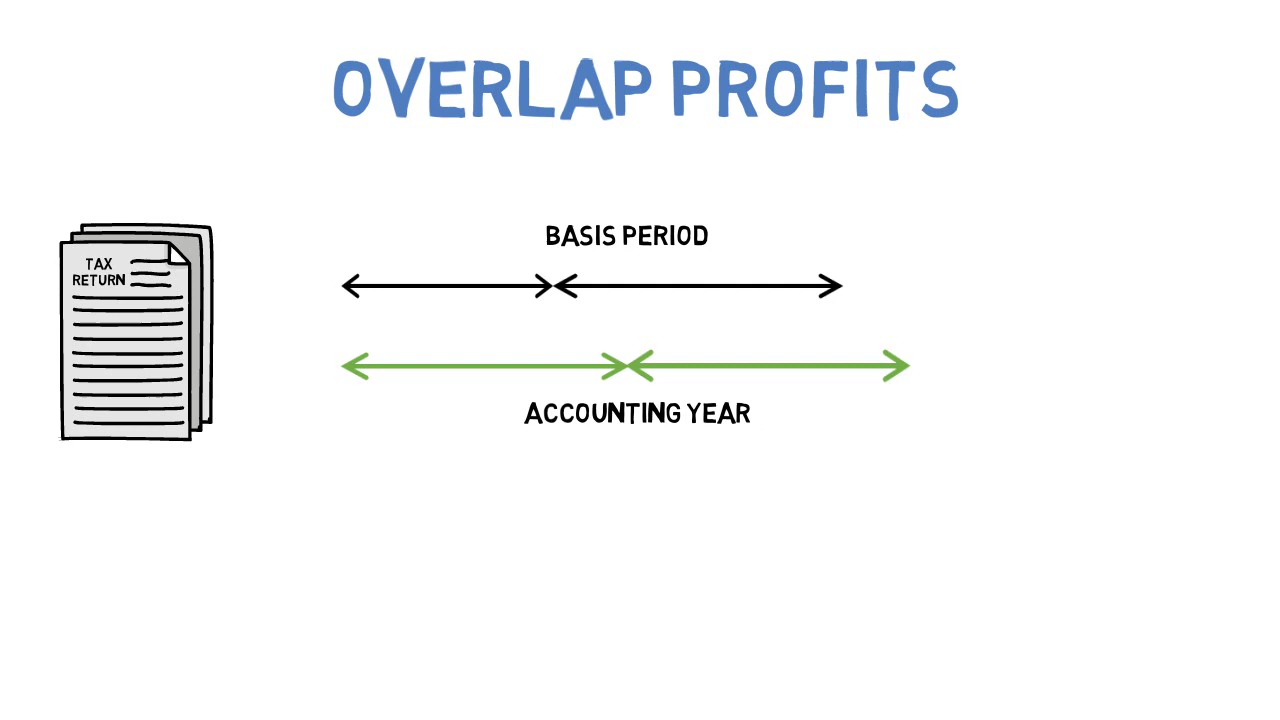 OVERLAP PROFITS
BASIS PERIOD
TAX
RETURN
ACCOUNTING YEAR